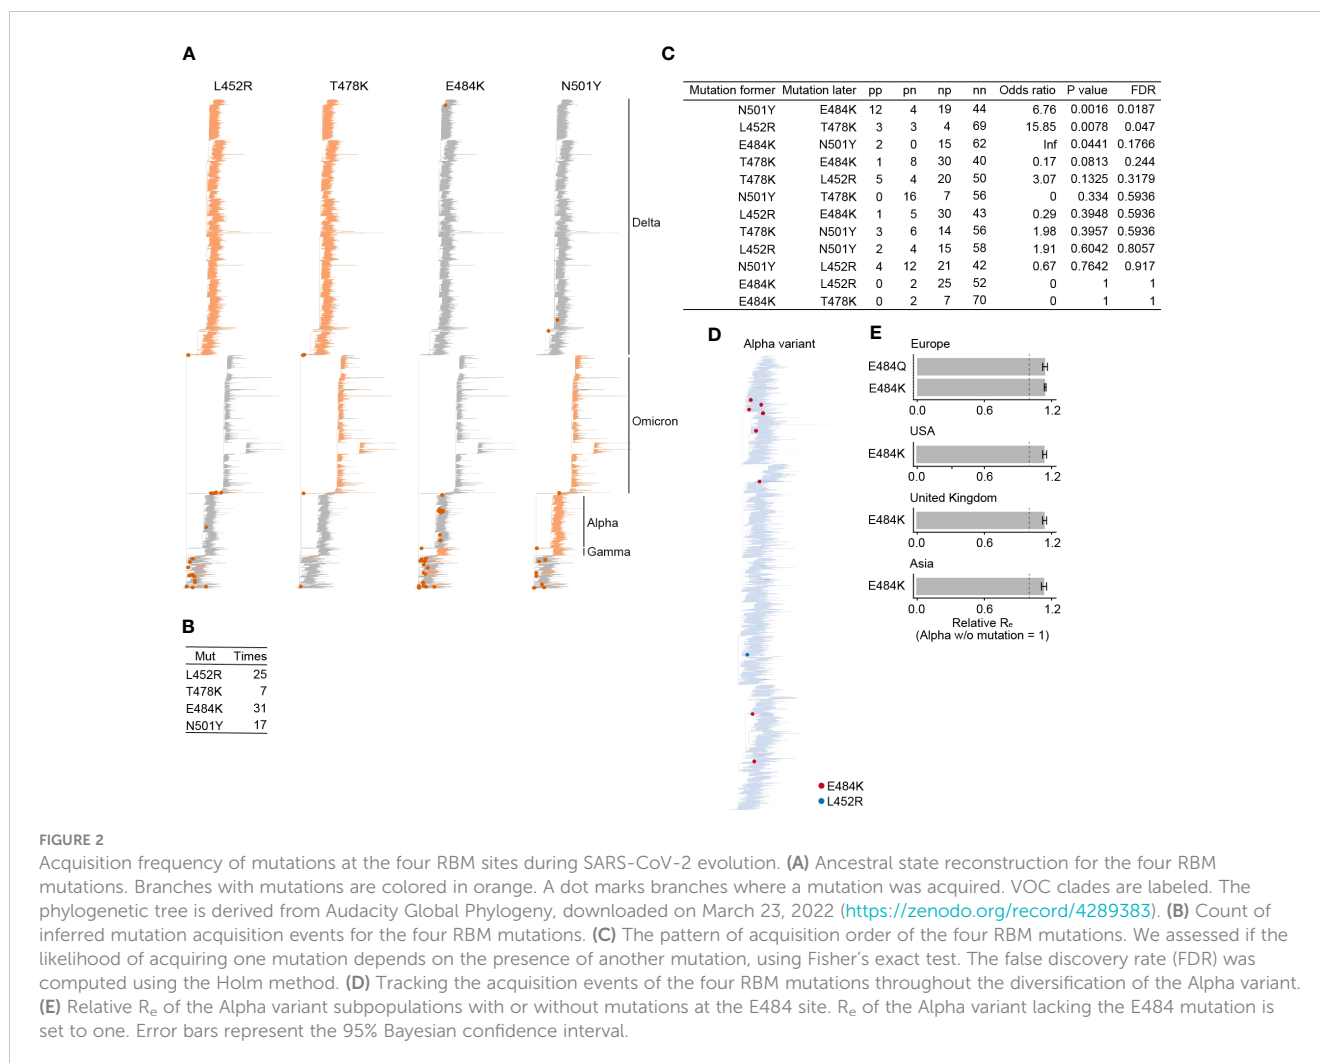 A
L452R
T478K
E484K
N501Y
Delta
Omicron
Alpha
Gamma
B
Mut Times
L452R 25
T478K 7
E484K 31
N501Y 17
C
Mutation former Mutation later pp pn np nn Odds ratio P value FDR
N501Y E484K 12 4 19 44 6.76 0.0016 0.0187
L452R T478K 3 3 4 69 15.85 0.0078 0.047
E484K N501Y 2 0 15 62 Inf 0.0441 0.1766
T478K E484K 1 8 30 40 0.17 0.0813 0.244
T478K L452R 5 4 20 50 3.07 0.1325 0.3179
N501Y T478K 0 16 7 56 0 0.334 0.5936
L452R E484K 1 5 30 43 0.29 0.3948 0.5936
T478K N501Y 3 6 14 56 1.98 0.3957 0.5936
L452R N501Y 2 4 15 58 1.91 0.6042 0.8057
N501Y L452R 4 12 21 42 0.67 0.7642 0.917
E484K L452R 0 2 25 52 0 1 1
E484K T478K 0 2 7 70 0 1 1
D
Alpha variant
E484K
L452R
E
Europe
E484Q
E484K
0.0 0.6 1.2
USA
E484K
0.0 0.6 1.2
United Kingdom
E484K
0.0 0.6 1.2
Asia
E484K
0.0 0.6 1.2
Relative Re
(Alpha w/o mutation = 1)
FIGURE 2
Acquisition frequency of mutations at the four RBM sites during SARS-CoV-2 evolution. (A) Ancestral state reconstruction for the four RBM
mutations. Branches with mutations are colored in orange. A dot marks branches where a mutation was acquired. VOC clades are labeled. The
phylogenetic tree is derived from Audacity Global Phylogeny, downloaded on March 23, 2022 (https://zenodo.org/record/4289383). (B) Count of
inferred mutation acquisition events for the four RBM mutations. (C) The pattern of acquisition order of the four RBM mutations. We assessed if the
likelihood of acquiring one mutation depends on the presence of another mutation, using Fisher's exact test. The false discovery rate (FDR) was
computed using the Holm method. (D) Tracking the acquisition events of the four RBM mutations throughout the diversification of the Alpha variant.
(E) Relative Re of the Alpha variant subpopulations with or without mutations at the E484 site. Re of the Alpha variant lacking the E484 mutation is
set to one. Error bars represent the 95% Bayesian confidence interval.